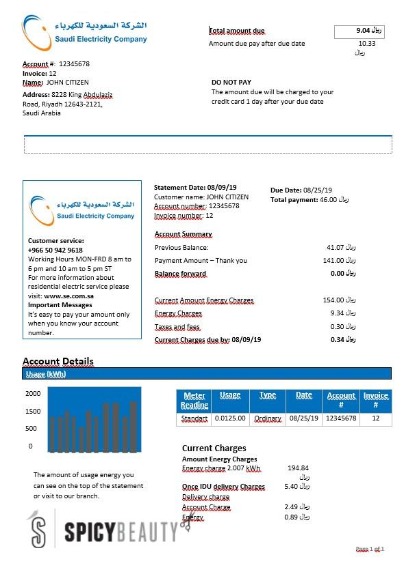 الشركة السعودية للكهرباء
Saudi Electricity Company
Total amount due 9.04 ريال
Amount due pay after due date 10.33 ريال
Account #: 12345678
Invoice: 12
Name: JOHN CITIZEN
Address: 8228 King Abdulaziz
Road, Riyadh 12643-2121,
Saudi Arabia
DO NOT PAY
The amount due will be charged to your
credit card 1 day after your due date
الشركة السعودية للكهرباء
Saudi Electricity Company
Customer service:
+966 50 942 9618
Working Hours MON-FRD 8 am to
6 pm and 10 am to 5 pm ST
For more information about
residential electric service please
visit: www.se.com.sa
Important Messages
It's easy to pay your amount only
when you know your account
number.
Statement Date: 08/09/19
Customer name: JOHN CITIZEN
Account number: 12345678
Invoice number: 12
Due Date: 08/25/19
Total payment: 46.00 ريال
Account Summary
Previous Balance: 41.07 ريال
Payment Amount – Thank you 141.00 ريال
Balance forward 0.00 ريال
Current Amount Energy Charges 154.00 ريال
Energy Charges 9.34 ريال
Taxes and fees 0.30 ريال
Current Charges due by: 08/09/19 0.34 ريال
Account Details
Usage (kWh)
2000
1500
500
0
Meter Reading Usage Type Date Account # Invoice #
Standart 0.0125.00 Ordinary 08/25/19 12345678 12
The amount of usage energy you
can see on the top of the statement
or visit to our branch.
Current Charges
Amount Energy Charges
Energy charge 2.007 kWh 194.84 ريال
Once IDU delivery Charges 5.40 ريال
Delivery charge
Account Charge 2.49 ريال
Energy 0.89 ريال
SPICYBEAUTY
Page 1 of 1